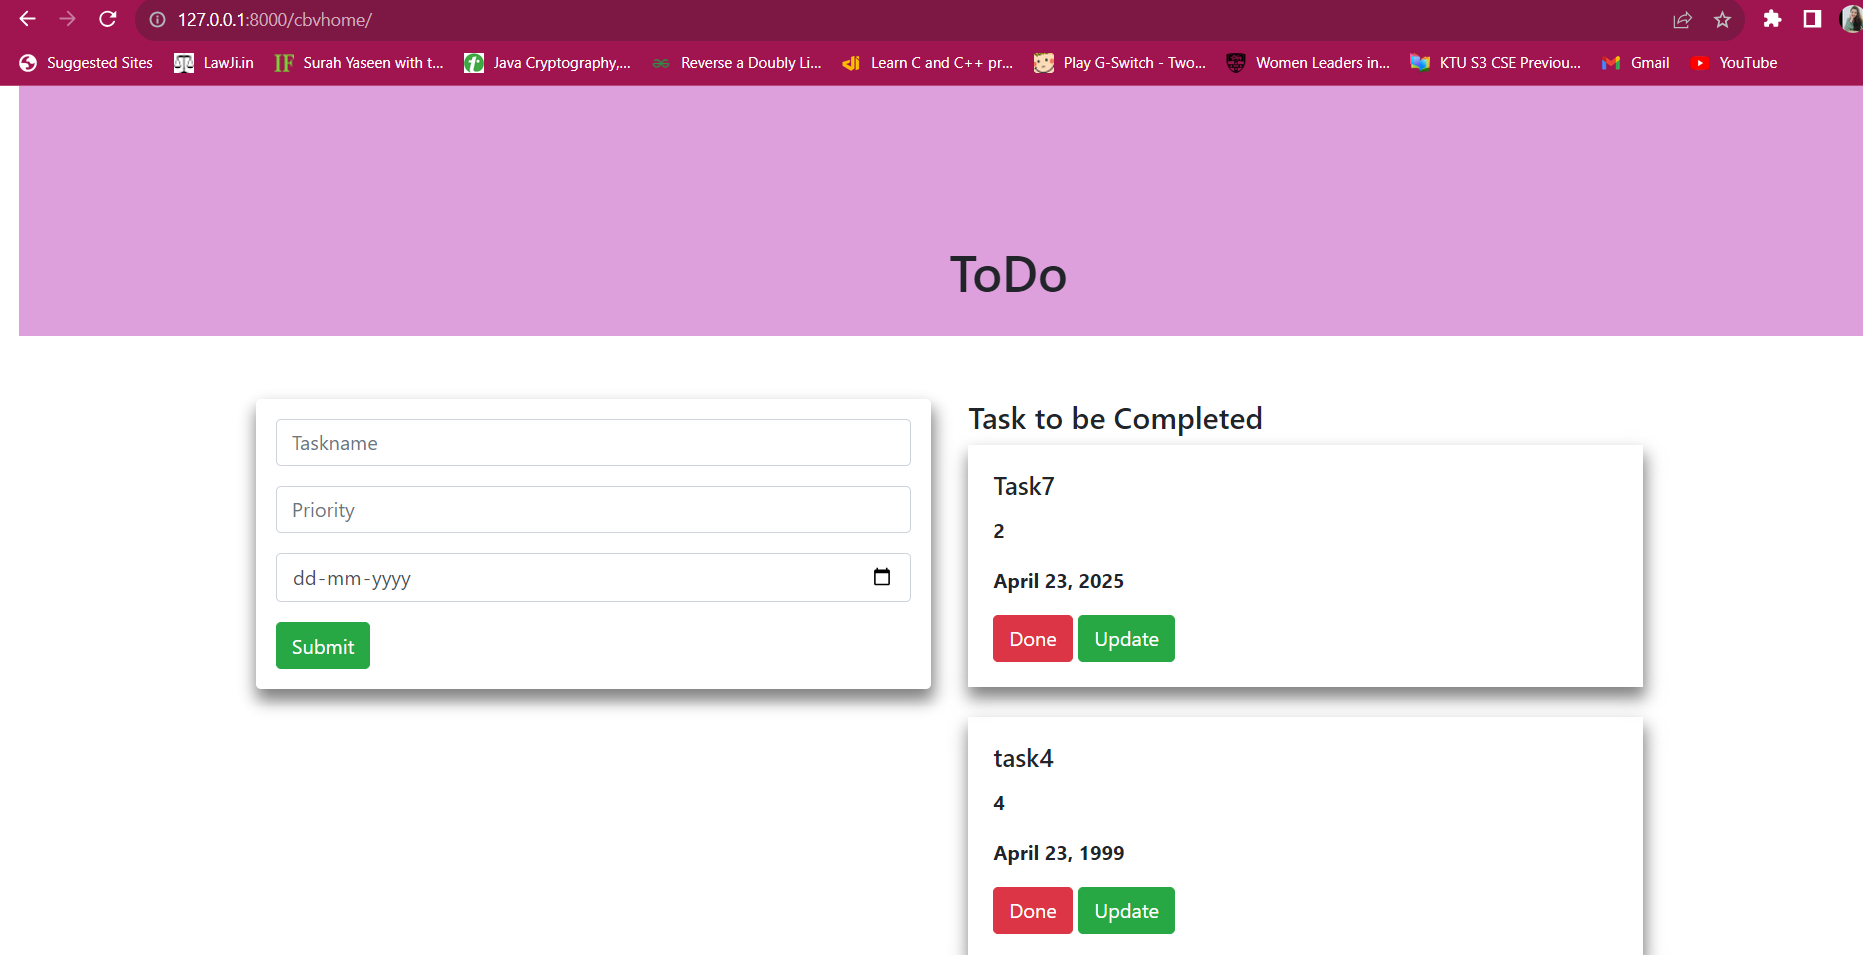 127.0.0.1:8000/cbvhome/
Suggested Sites LawJi.in IF Surah Yaseen with t... Java Cryptography,... Reverse a Doubly Li... Learn C and C++ pr... Play G-Switch - Two... Women Leaders in... KTU S3 CSE Previou... Gmail YouTube
ToDo
Taskname
Priority
dd-mm-yyyy
Submit
Task to be Completed
Task7
2
April 23, 2025
Done Update
task4
4
April 23, 1999
Done Update